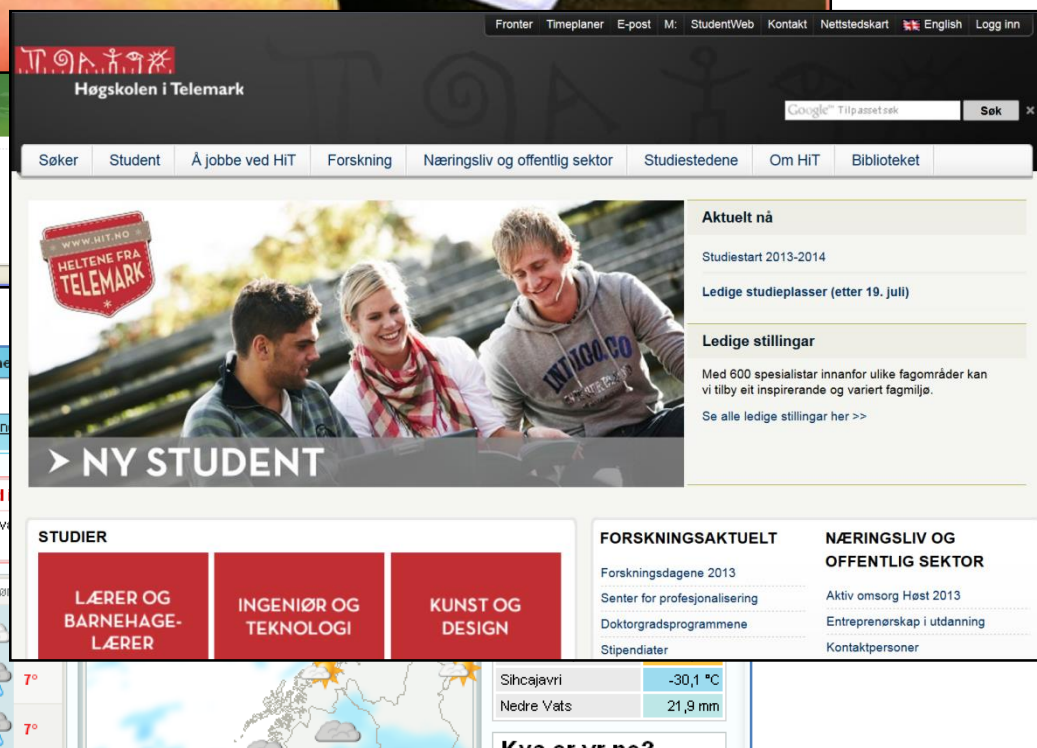 Fronter Timeplaner E-post M: StudentWeb Kontakt Nettstedskart English Logg inn
Høgskolen i Telemark
Google™ Tilpasset søk Søk ×
Søker Student Å jobbe ved HiT Forskning Næringsliv og offentlig sektor Studiestedene Om HiT Biblioteket
WWW.HIT.NO
HELTENE FRA
TELEMARK
INDIGO.CO
> NY STUDENT
Aktuelt nå
Studiestart 2013-2014
Ledige studieplasser (etter 19. juli)
Ledige stillingar
Med 600 spesialistar innanfor ulike fagområder kan
vi tilby eit inspirerande og variert fagmiljø.
Se alle ledige stillingar her >>
STUDIER
LÆRER OG
BARNEHAGE-
LÆRER
INGENIØR OG
TEKNOLOGI
KUNST OG
DESIGN
FORSKNINGSAKTUELT
Forskningsdagene 2013
Senter for profesjonalisering
Doktorgradsprogrammene
Stipendiater
NÆRINGSLIV OG
OFFENTLIG SEKTOR
Aktiv omsorg Høst 2013
Entreprenørskap i utdanning
Kontaktpersoner
7°
7°
Sihcajavri -30,1 °C
Nedre Vats 21,9 mm